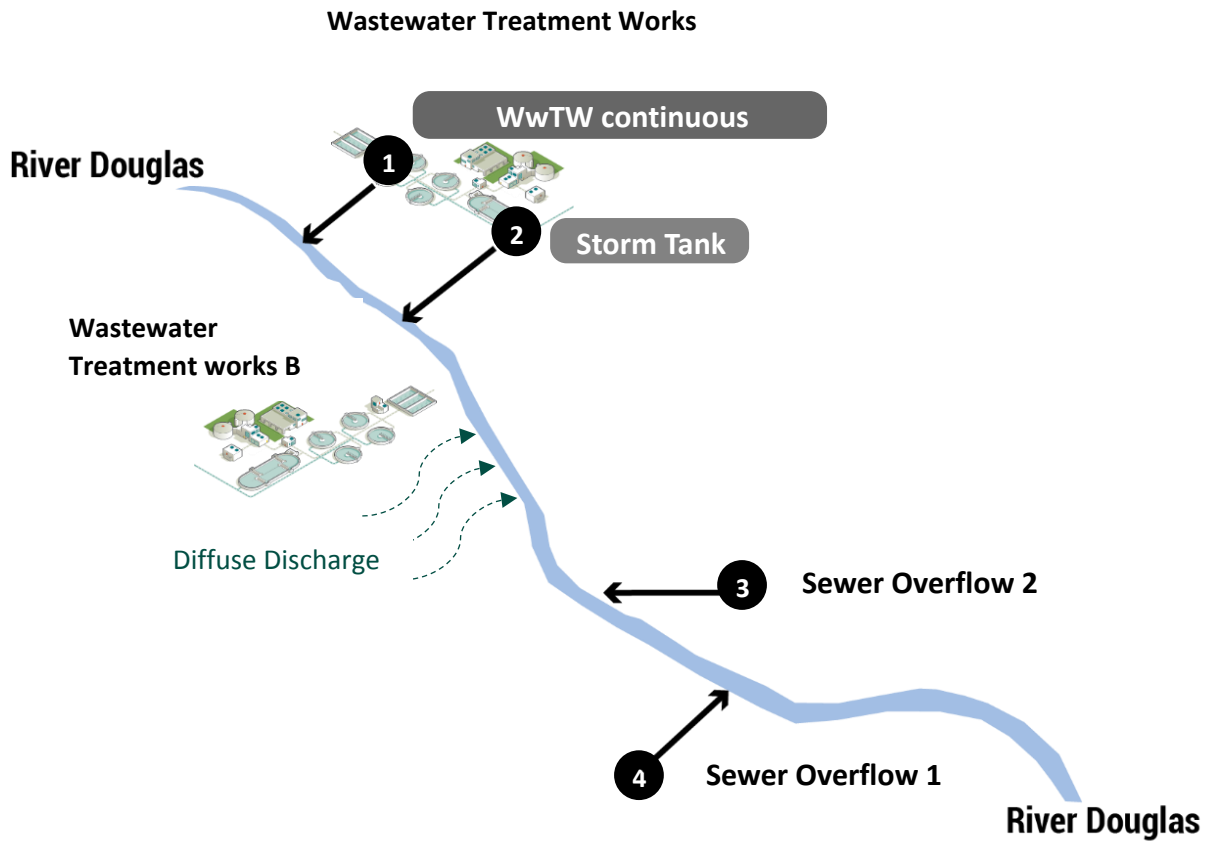 Wastewater Treatment Works
WwTW continuous
River Douglas
1
2
Storm Tank
Wastewater
Treatment works B
Diffuse Discharge
3
Sewer Overflow 2
4
Sewer Overflow 1
River Douglas